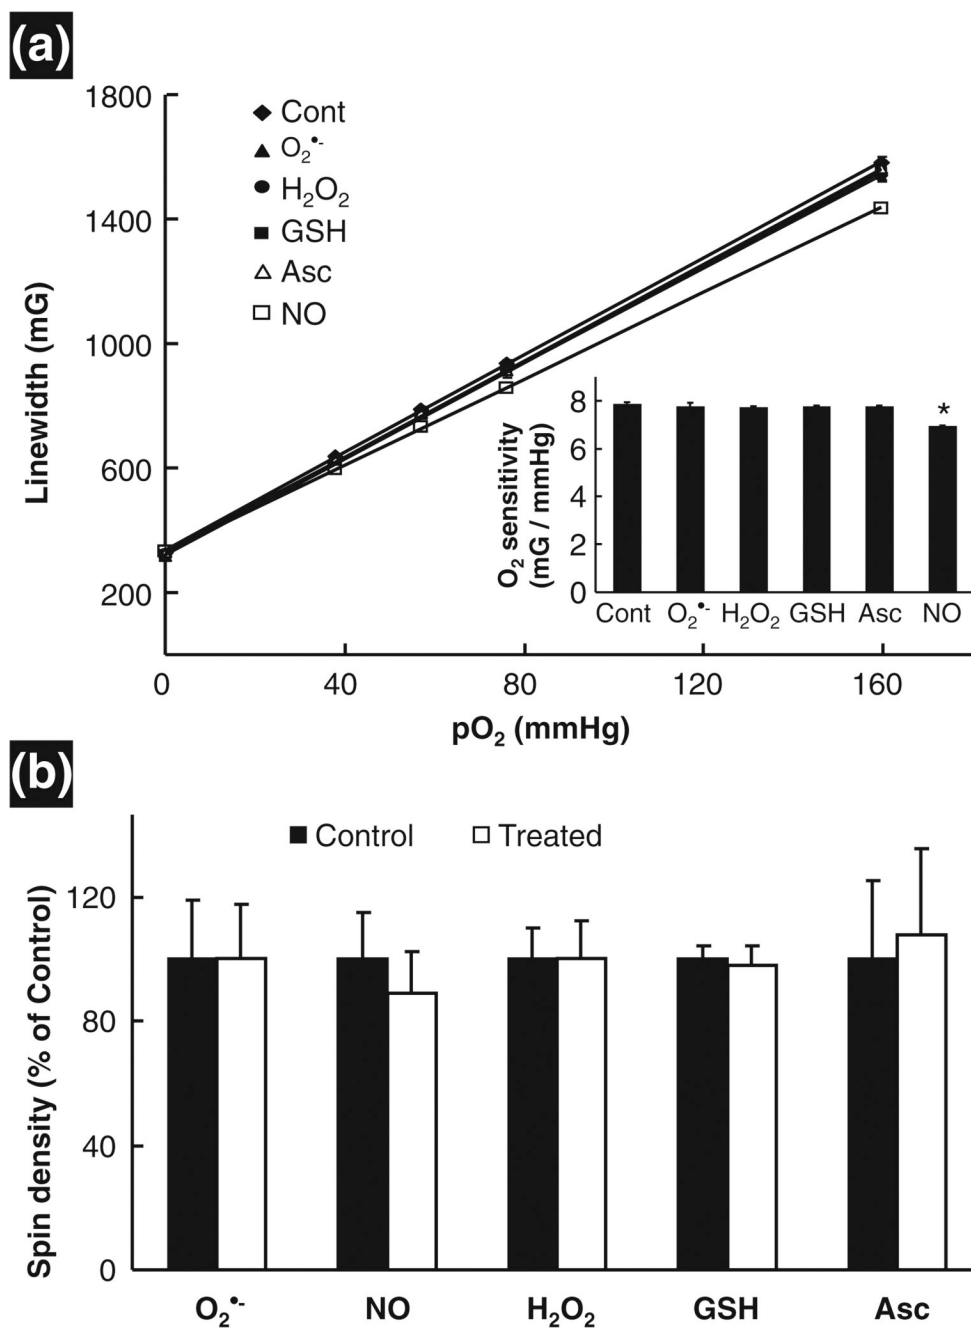 (a)
1800
1400
1000
600
200
Linewidth (mG)
Cont
O₂•-
H₂O₂
GSH
Asc
NO
8
6
4
2
0
O₂ sensitivity
(mG / mmHg)
*
Cont O₂•- H₂O₂ GSH Asc NO
0 40 80 120 160
pO₂ (mmHg)
(b)
Control Treated
120
80
40
0
Spin density (% of Control)
O₂•- NO H₂O₂ GSH Asc